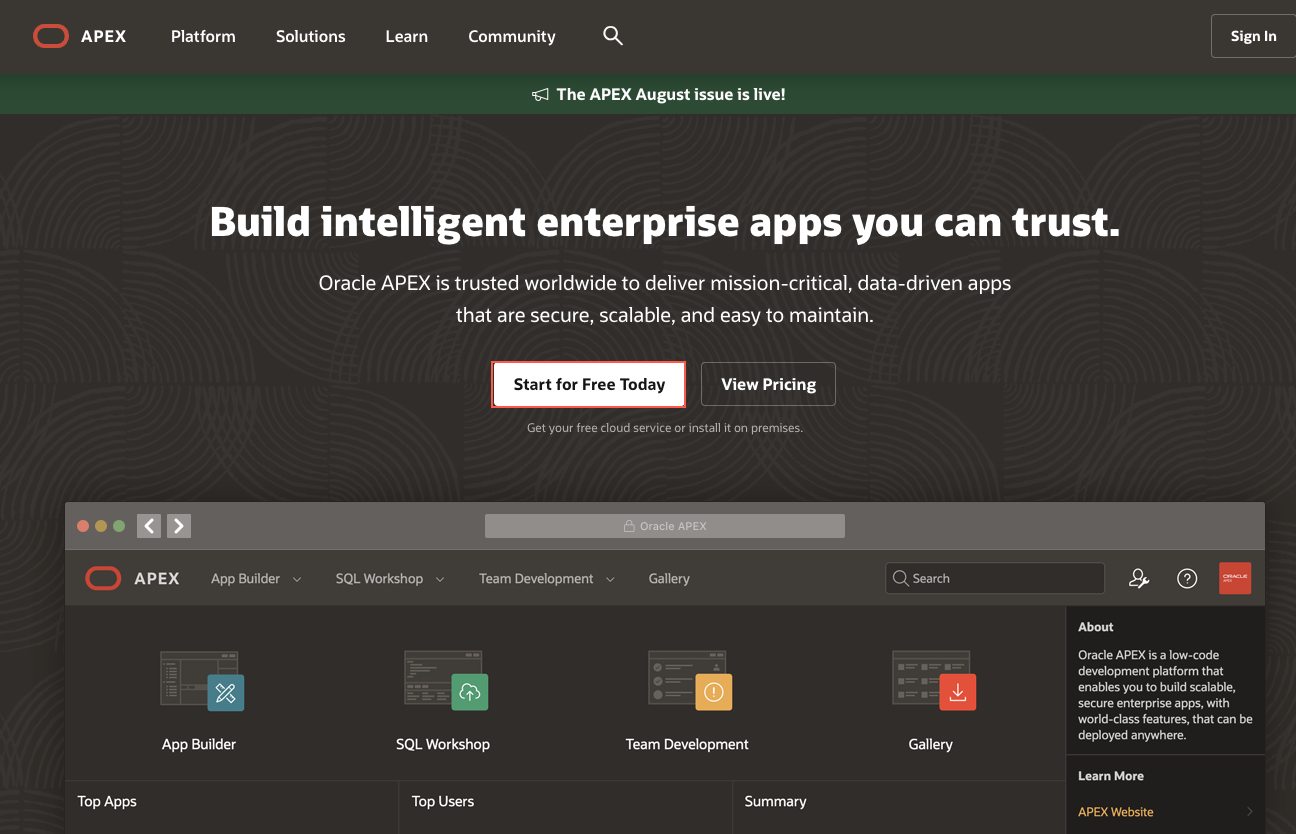 APEX Platform Solutions Learn Community Sign In
The APEX August issue is live!
Build intelligent enterprise apps you can trust.
Oracle APEX is trusted worldwide to deliver mission-critical, data-driven apps
that are secure, scalable, and easy to maintain.
Start for Free Today View Pricing
Get your free cloud service or install it on premises.
Oracle APEX
APEX App Builder SQL Workshop Team Development Gallery Search ORACLE
APEX
App Builder SQL Workshop Team Development Gallery
About
Oracle APEX is a low-code
development platform that
enables you to build scalable,
secure enterprise apps, with
world-class features, that can be
deployed anywhere.
Learn More
APEX Website
Top Apps Top Users Summary